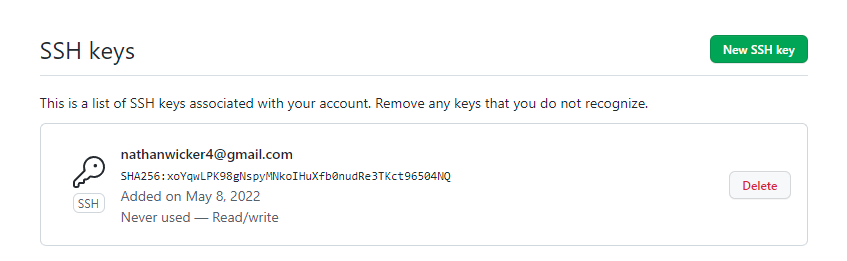 SSH keys
New SSH key
This is a list of SSH keys associated with your account. Remove any keys that you do not recognize.
nathanwicker4@gmail.com
SHA256:xoYqwLPK98gNspyMNkoIHuXfb0nudRe3TKct96504NQ
Added on May 8, 2022
Never used — Read/write
SSH
Delete